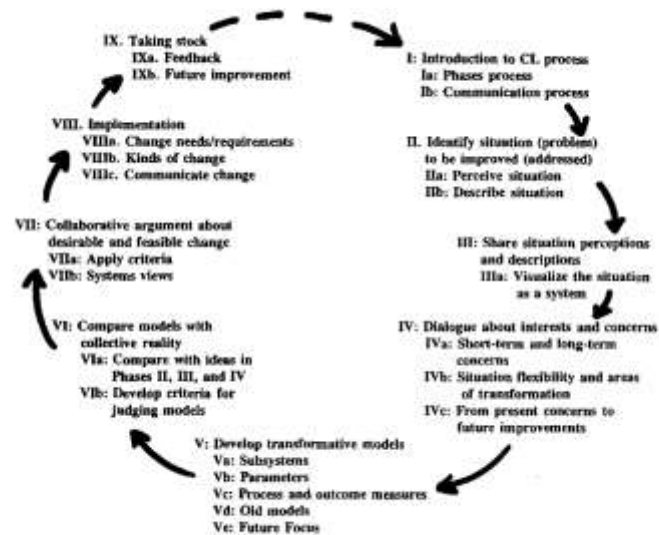 I: Introduction to CL process
Ia: Phases process
Ib: Communication process
II. Identify situation (problem)
to be improved (addressed)
IIa: Perceive situation
IIb: Describe situation
III: Share situation perceptions
and descriptions
IIIa: Visualize the situation
as a system
IV: Dialogue about interests and concerns
IVa: Short-term and long-term
concerns
IVb: Situation flexibility and areas
of transformation
IVc: From present concerns to
future improvements
V: Develop transformative models
Va: Subsystems
Vb: Parameters
Vc: Process and outcome measures
Vd: Old models
Ve: Future Focus
VI: Compare models with
collective reality
VIa: Compare with ideas in
Phases II, III, and IV
VIb: Develop criteria for
judging models
VII: Collaborative argument about
desirable and feasible change
VIIa: Apply criteria
VIIb: Systems views
VIII. Implementation
VIIIa. Change needs/requirements
VIIIb. Kinds of change
VIIIc. Communicate change
IX. Taking stock
IXa. Feedback
IXb. Future improvement